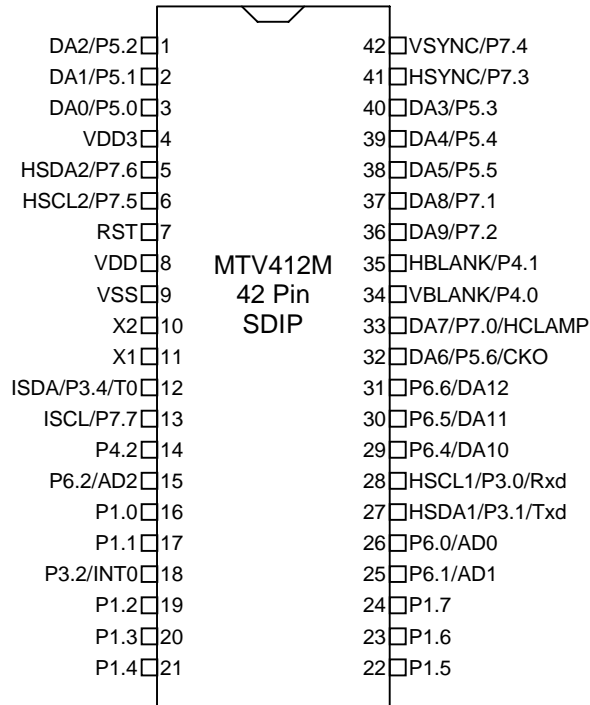 DA2/P5.2 1 42 VSYNC/P7.4
DA1/P5.1 2 41 HSYNC/P7.3
DA0/P5.0 3 40 DA3/P5.3
VDD3 4 39 DA4/P5.4
HSDA2/P7.6 5 38 DA5/P5.5
HSCL2/P7.5 6 37 DA8/P7.1
RST 7 36 DA9/P7.2
VDD 8 MTV412M 35 HBLANK/P4.1
VSS 9 42 Pin 34 VBLANK/P4.0
X2 10 SDIP 33 DA7/P7.0/HCLAMP
X1 11 32 DA6/P5.6/CKO
ISDA/P3.4/T0 12 31 P6.6/DA12
ISCL/P7.7 13 30 P6.5/DA11
P4.2 14 29 P6.4/DA10
P6.2/AD2 15 28 HSCL1/P3.0/Rxd
P1.0 16 27 HSDA1/P3.1/Txd
P1.1 17 26 P6.0/AD0
P3.2/INT0 18 25 P6.1/AD1
P1.2 19 24 P1.7
P1.3 20 23 P1.6
P1.4 21 22 P1.5